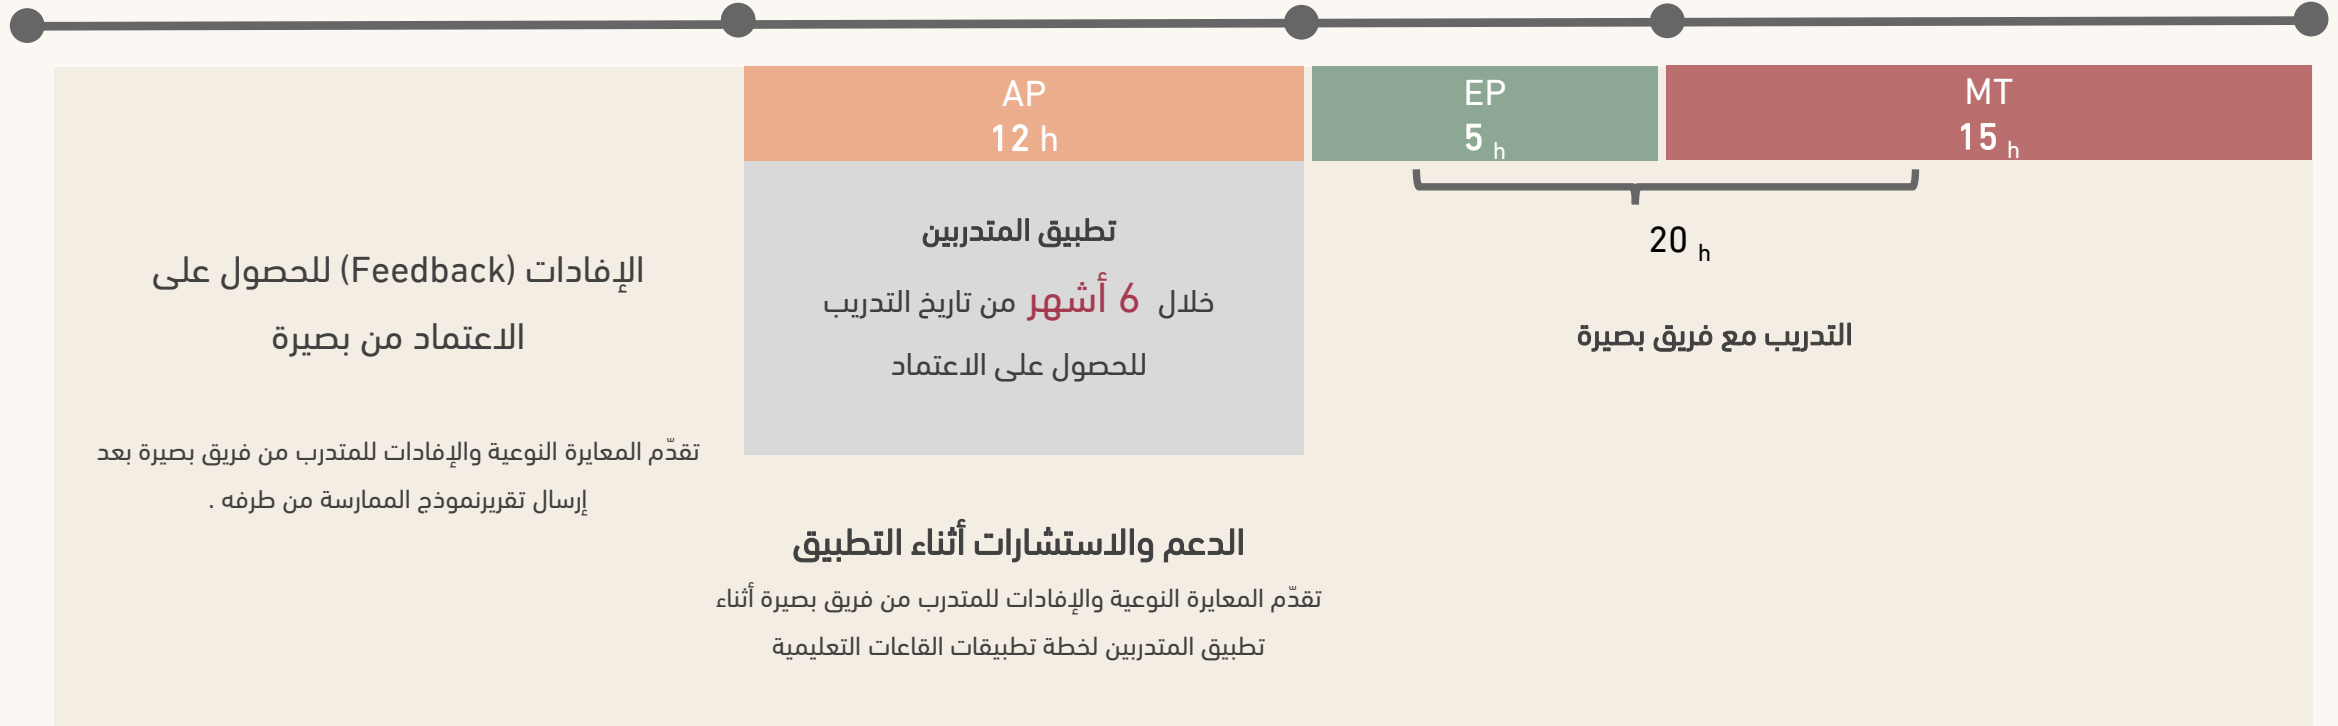 MT
15 h
EP
5 h
20 h
التدريب مع فريق بصيرة
AP
12 h
تطبيق المتدربين
خلال 6 أشهر من تاريخ التدريب
للحصول على الاعتماد
الدعم والاستشارات أثناء التطبيق
تقدّم المعايرة النوعية والإفادات للمتدرب من فريق بصيرة أثناء
تطبيق المتدربين لخطة تطبيقات القاعات التعليمية
الإفادات (Feedback) للحصول على
الاعتماد من بصيرة
تقدّم المعايرة النوعية والإفادات للمتدرب من فريق بصيرة بعد
إرسال تقريرنموذج الممارسة من طرفه .